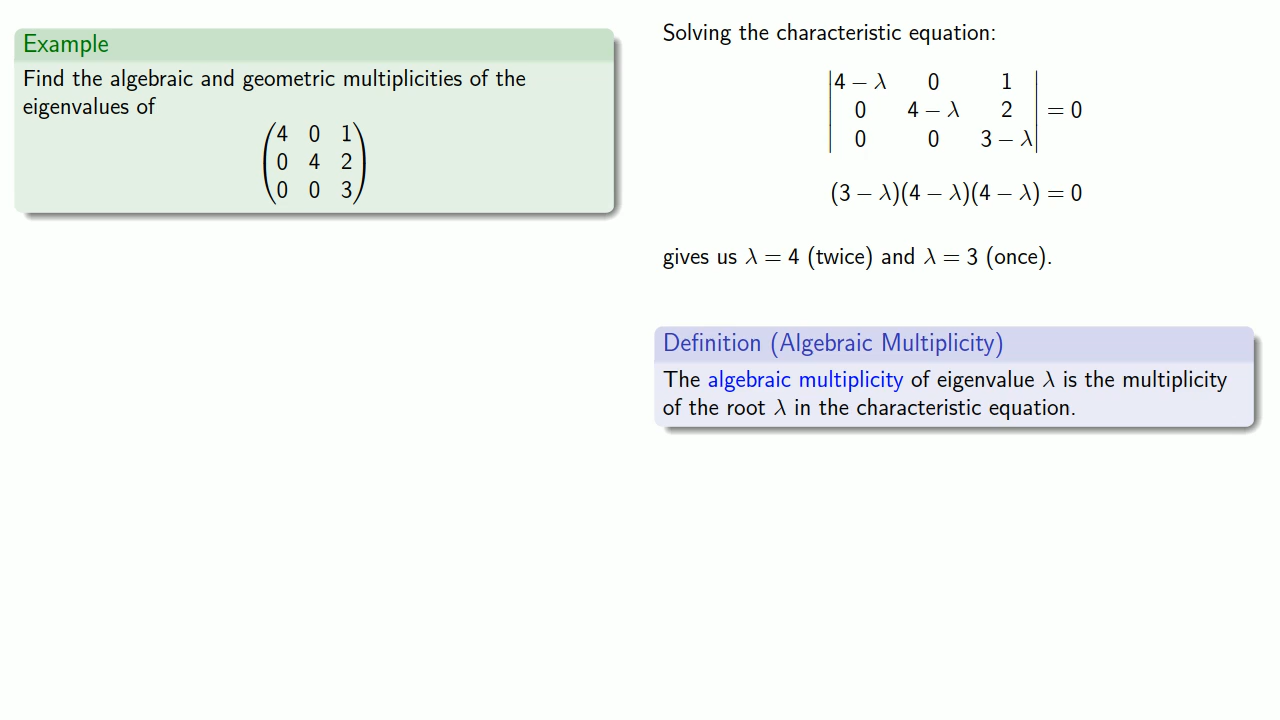 Example
Find the algebraic and geometric multiplicities of the
eigenvalues of
4 0 1
0 4 2
0 0 3
Solving the characteristic equation:
4 − λ 0 1
0 4 − λ 2 = 0
0 0 3 − λ
(3 − λ)(4 − λ)(4 − λ) = 0
gives us λ = 4 (twice) and λ = 3 (once).
Definition (Algebraic Multiplicity)
The algebraic multiplicity of eigenvalue λ is the multiplicity
of the root λ in the characteristic equation.